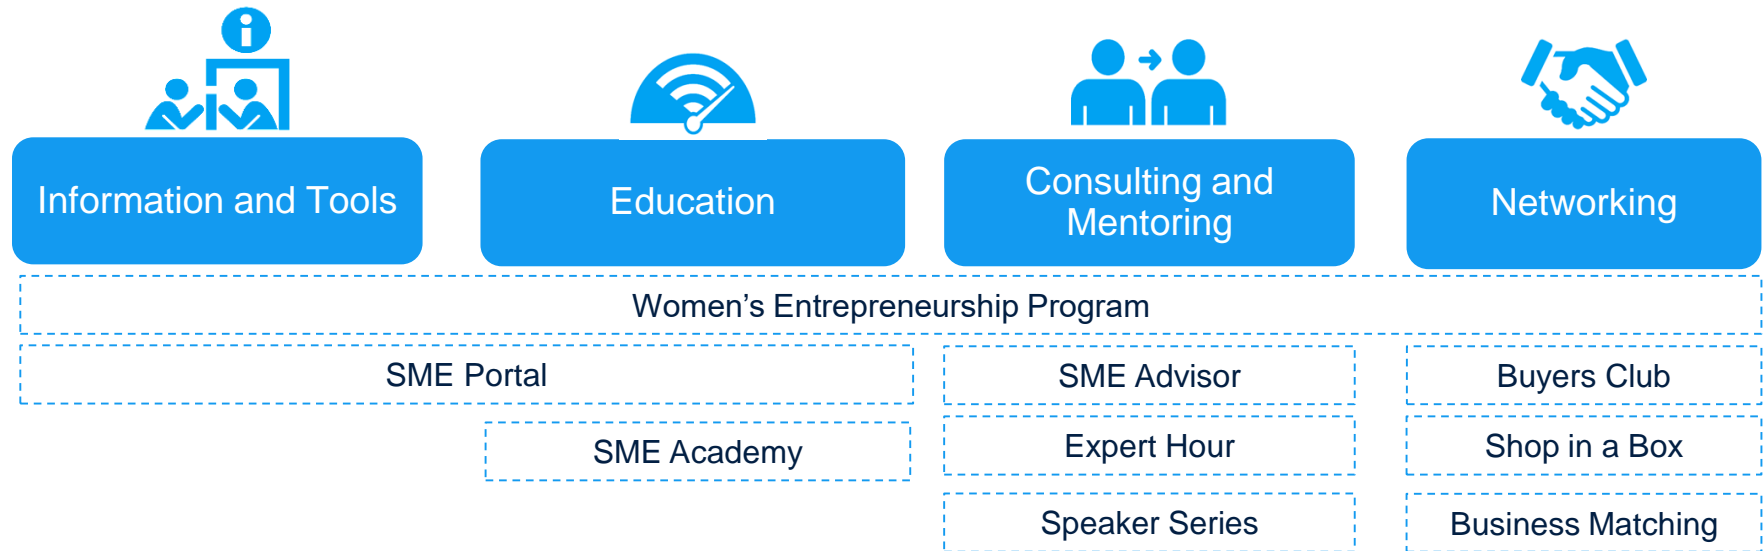 i
Information and Tools
Education
Consulting and
Mentoring
Networking
Women’s Entrepreneurship Program
SME Portal
SME Advisor
Buyers Club
SME Academy
Expert Hour
Shop in a Box
Speaker Series
Business Matching